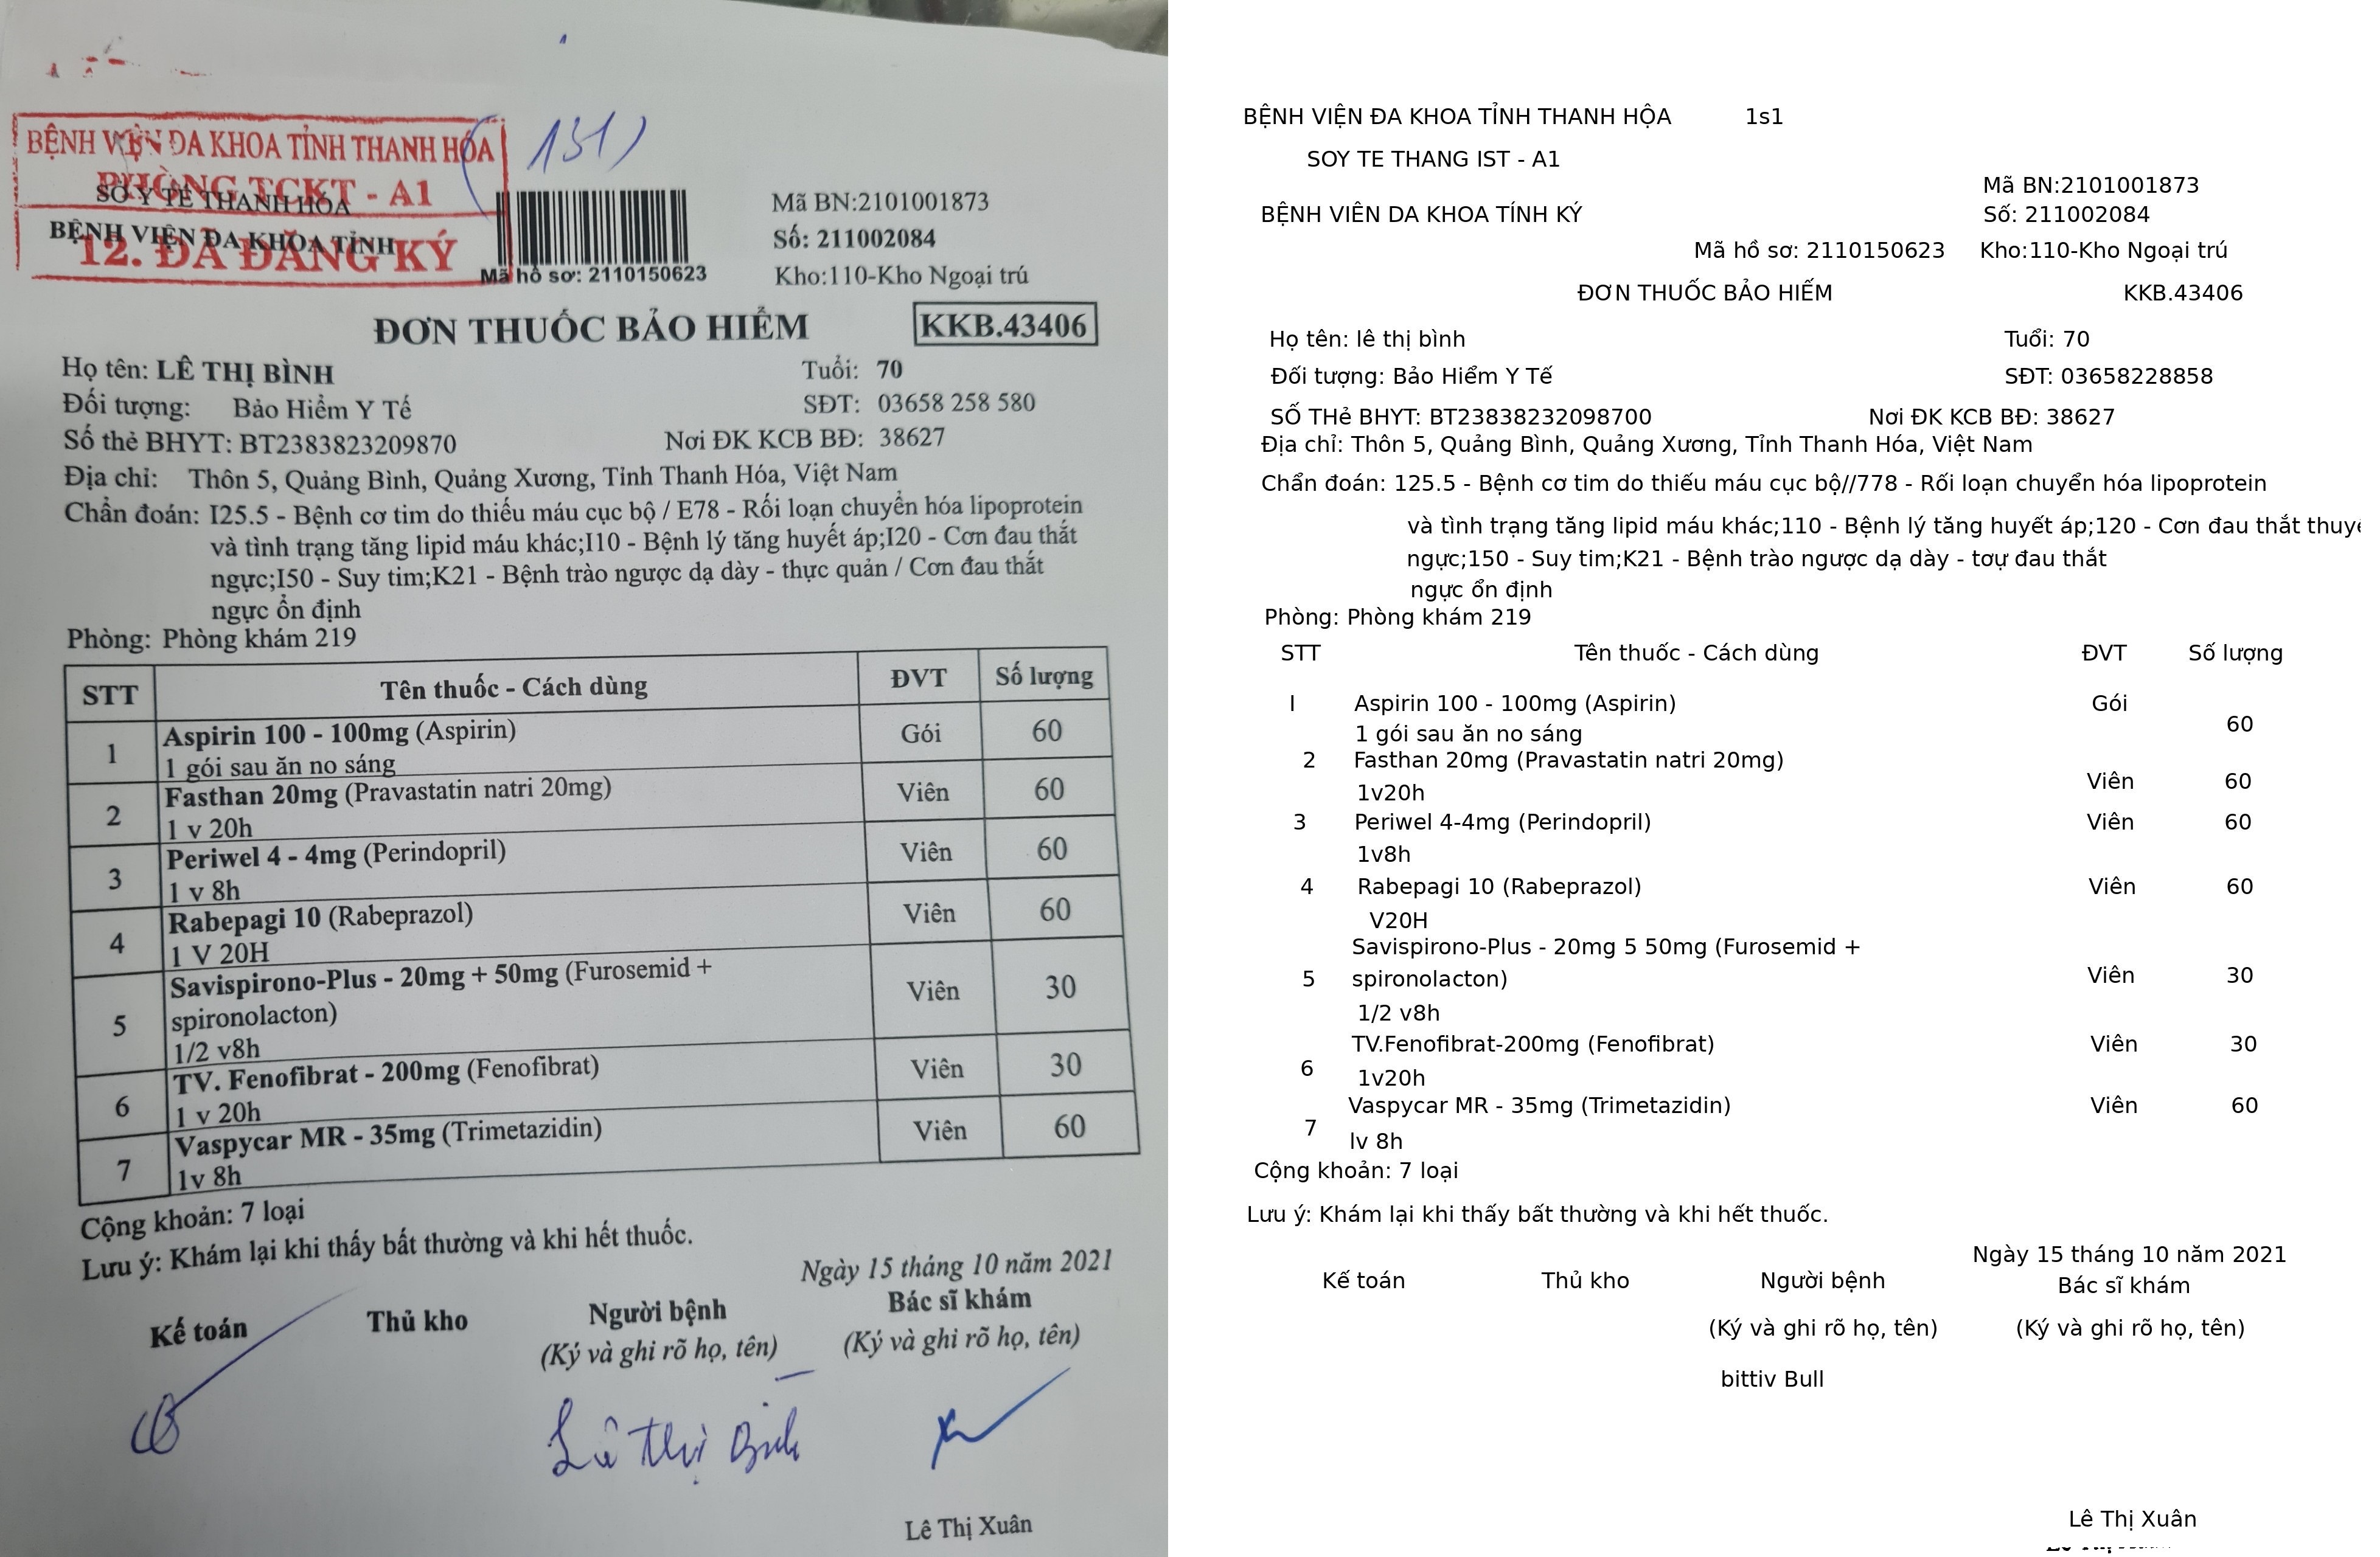 BỆNH VIỆN ĐA KHOA TỈNH THANH HÓA
PHÒNG TCKT - A1
12. ĐÃ ĐĂNG KÝ
(151)
SỞ Y TẾ THANH HÓA
BỆNH VIỆN ĐA KHOA TỈNH
Mã hồ sơ: 2110150623
Mã BN:2101001873
Số: 211002084
Kho:110-Kho Ngoại trú
ĐƠN THUỐC BẢO HIỂM
KKB.43406
Họ tên: LÊ THỊ BÌNH Tuổi: 70
Đối tượng: Bảo Hiểm Y Tế SĐT: 03658 258 580
Số thẻ BHYT: BT2383823209870 Nơi ĐK KCB BĐ: 38627
Địa chỉ: Thôn 5, Quảng Bình, Quảng Xương, Tỉnh Thanh Hóa, Việt Nam
Chẩn đoán: I25.5 - Bệnh cơ tim do thiếu máu cục bộ / E78 - Rối loạn chuyển hóa lipoprotein
và tình trạng tăng lipid máu khác;I10 - Bệnh lý tăng huyết áp;I20 - Cơn đau thắt
ngực;I50 - Suy tim;K21 - Bệnh trào ngược dạ dày - thực quản / Cơn đau thắt
ngực ổn định
Phòng: Phòng khám 219
STT Tên thuốc - Cách dùng ĐVT Số lượng
1 Aspirin 100 - 100mg (Aspirin) Gói 60
1 gói sau ăn no sáng
2 Fasthan 20mg (Pravastatin natri 20mg) Viên 60
1 v 20h
3 Periwel 4 - 4mg (Perindopril) Viên 60
1 v 8h
4 Rabepagi 10 (Rabeprazol) Viên 60
1 V 20H
5 Savispirono-Plus - 20mg + 50mg (Furosemid + Viên 30
spironolacton)
1/2 v8h
6 TV. Fenofibrat - 200mg (Fenofibrat) Viên 30
1 v 20h
7 Vaspycar MR - 35mg (Trimetazidin) Viên 60
1v 8h
Cộng khoản: 7 loại
Lưu ý: Khám lại khi thấy bất thường và khi hết thuốc.
Ngày 15 tháng 10 năm 2021
Kế toán Thủ kho Người bệnh Bác sĩ khám
(Ký và ghi rõ họ, tên) (Ký và ghi rõ họ, tên)
Lê Thị Bình
Lê Thị Xuân
BỆNH VIỆN ĐA KHOA TỈNH THANH HỘA 1s1
SOY TE THANG IST - A1
Mã BN:2101001873
BỆNH VIÊN DA KHOA TÍNH KÝ Số: 211002084
Mã hồ sơ: 2110150623 Kho:110-Kho Ngoại trú
ĐƠN THUỐC BẢO HIẾM KKB.43406
Họ tên: lê thị bình Tuổi: 70
Đối tượng: Bảo Hiểm Y Tế SĐT: 03658228858
SỐ THẻ BHYT: BT23838232098700 Nơi ĐK KCB BĐ: 38627
Địa chỉ: Thôn 5, Quảng Bình, Quảng Xương, Tỉnh Thanh Hóa, Việt Nam
Chẩn đoán: 125.5 - Bệnh cơ tim do thiếu máu cục bộ//778 - Rối loạn chuyển hóa lipoprotein
và tình trạng tăng lipid máu khác;110 - Bệnh lý tăng huyết áp;120 - Cơn đau thắt
ngực;150 - Suy tim;K21 - Bệnh trào ngược dạ dày - toự đau thắt
ngực ổn định
Phòng: Phòng khám 219
STT Tên thuốc - Cách dùng ĐVT Số lượng
I Aspirin 100 - 100mg (Aspirin) Gói 60
1 gói sau ăn no sáng
2 Fasthan 20mg (Pravastatin natri 20mg) Viên 60
1v20h
3 Periwel 4-4mg (Perindopril) Viên 60
1v8h
4 Rabepagi 10 (Rabeprazol) Viên 60
V20H
Savispirono-Plus - 20mg 5 50mg (Furosemid +
5 spironolacton) Viên 30
1/2 v8h
TV.Fenofibrat-200mg (Fenofibrat) Viên 30
6 1v20h
Vaspycar MR - 35mg (Trimetazidin) Viên 60
7 lv 8h
Cộng khoản: 7 loại
Lưu ý: Khám lại khi thấy bất thường và khi hết thuốc.
Ngày 15 tháng 10 năm 2021
Kế toán Thủ kho Người bệnh Bác sĩ khám
(Ký và ghi rõ họ, tên) (Ký và ghi rõ họ, tên)
bittiv Bull
Lê Thị Xuân